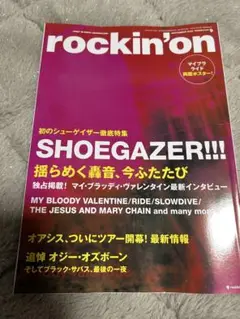 rockin'on
マイブラ
ライド
両面ポスター!
初のシューゲイザー徹底特集
SHOEGAZER!!!
揺らめく轟音、今ふたたび
独占掲載! マイ・ブラッディ・ヴァレンタイン最新インタビュー
MY BLOODY VALENTINE/RIDE/SLOWDIVE/
THE JESUS AND MARY CHAIN and many more
オアシス、ついにツアー開幕! 最新情報
追悼 オジー・オズボーン
そしてブラック・サバス、最後の一夜